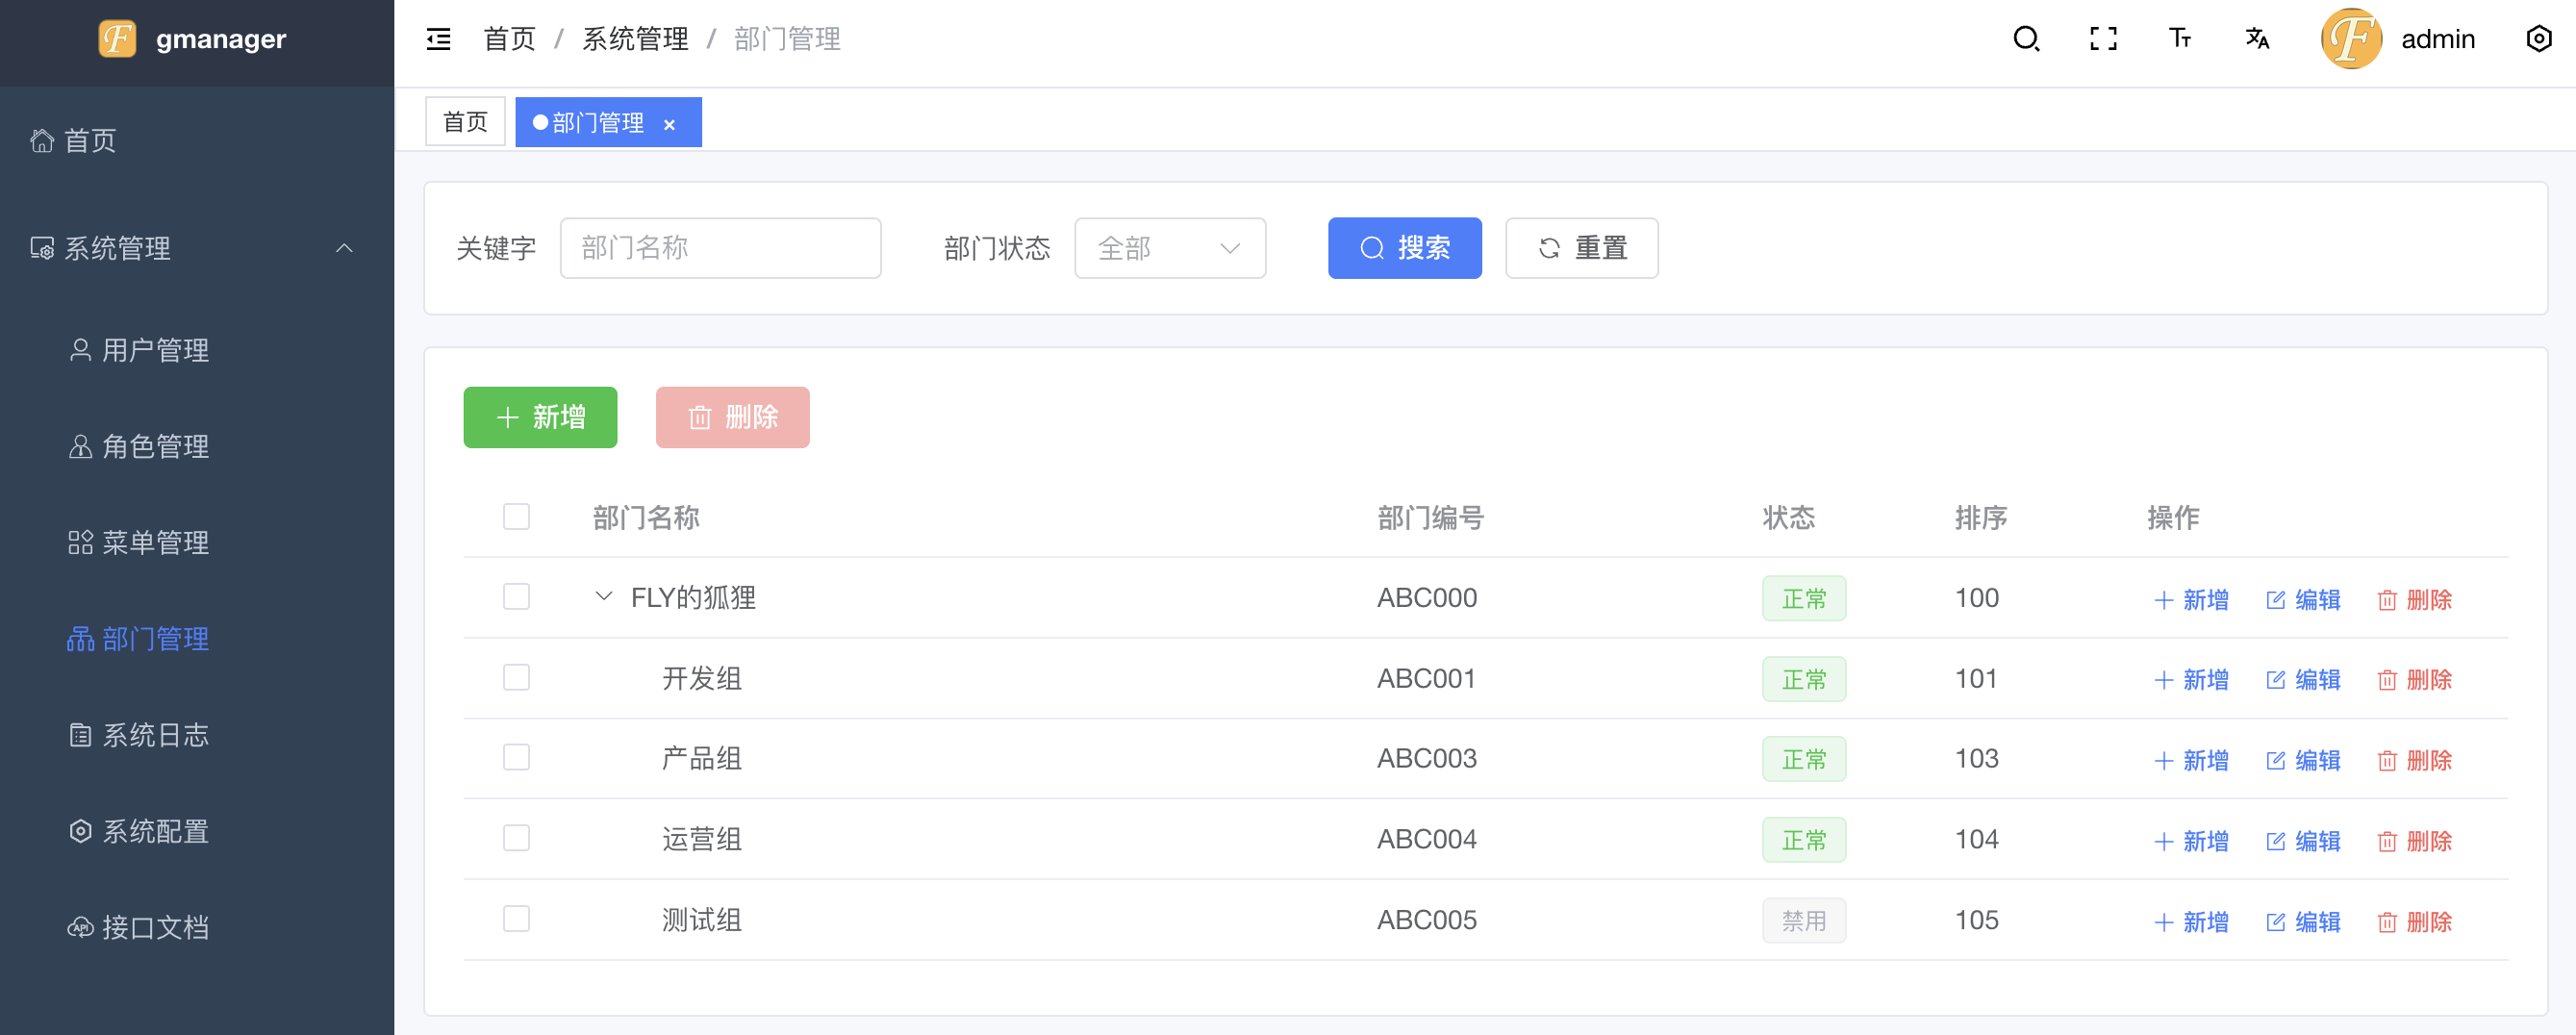 gmanager
首页 / 系统管理 / 部门管理
admin
首页
部门管理 ×
首页
系统管理
用户管理
角色管理
菜单管理
部门管理
系统日志
系统配置
API 接口文档
关键字 部门名称 部门状态 全部 搜索 重置
新增 删除
部门名称 部门编号 状态 排序 操作
FLY的狐狸 ABC000 正常 100 新增 编辑 删除
开发组 ABC001 正常 101 新增 编辑 删除
产品组 ABC003 正常 103 新增 编辑 删除
运营组 ABC004 正常 104 新增 编辑 删除
测试组 ABC005 禁用 105 新增 编辑 删除